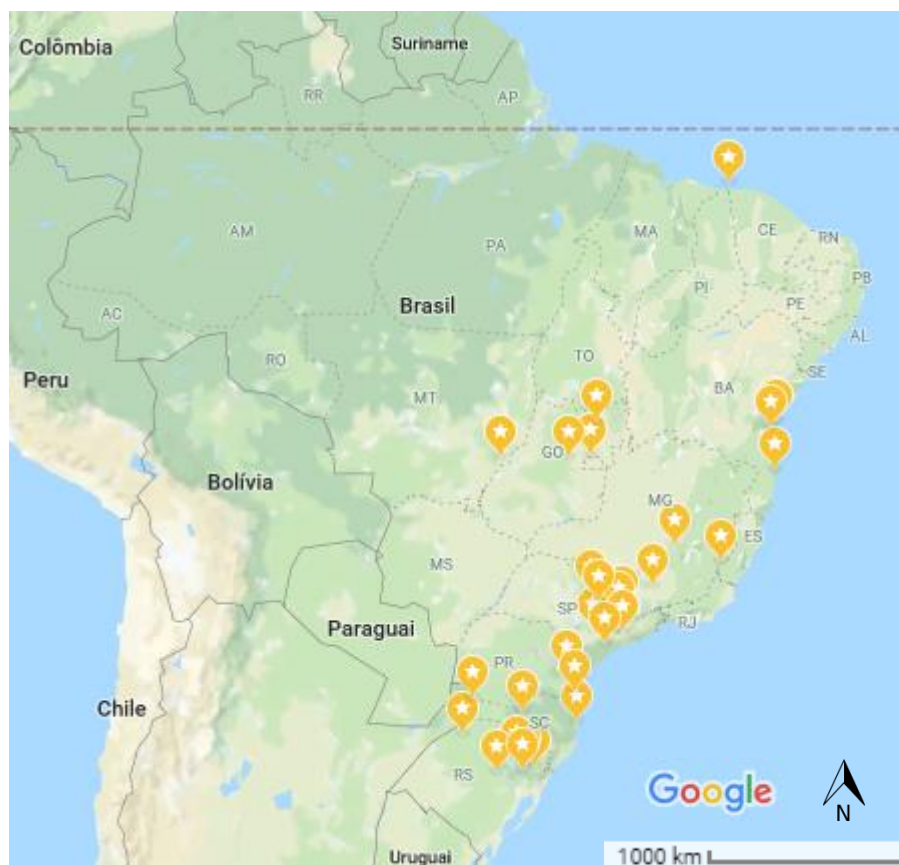 Colômbia
Suriname
RR
AP
AM
PA
MA
CE
RN
PB
PI
PE
AL
AC
Brasil
RO
TO
SE
Peru
MT
BA
GO
Bolívia
MG
ES
MS
SP
RJ
Paraguai
PR
Chile
SC
RS
Google
N
Uruguai
1000 km